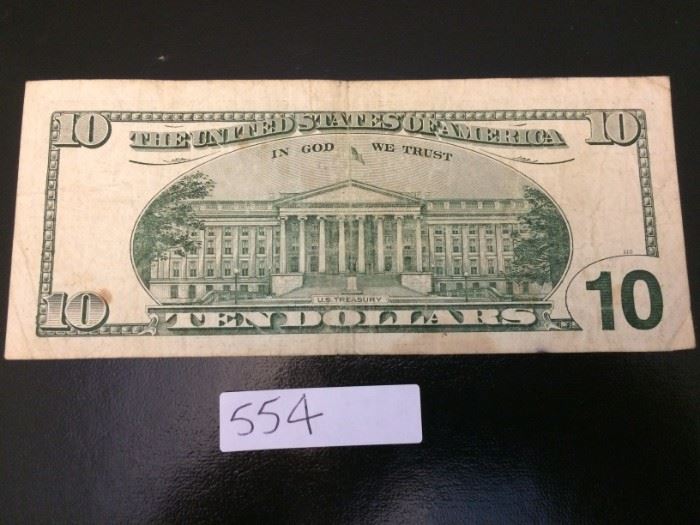 10 10
THE UNITED STATES OF AMERICA
IN GOD WE TRUST
U.S. TREASURY
10 TEN DOLLARS 10
554